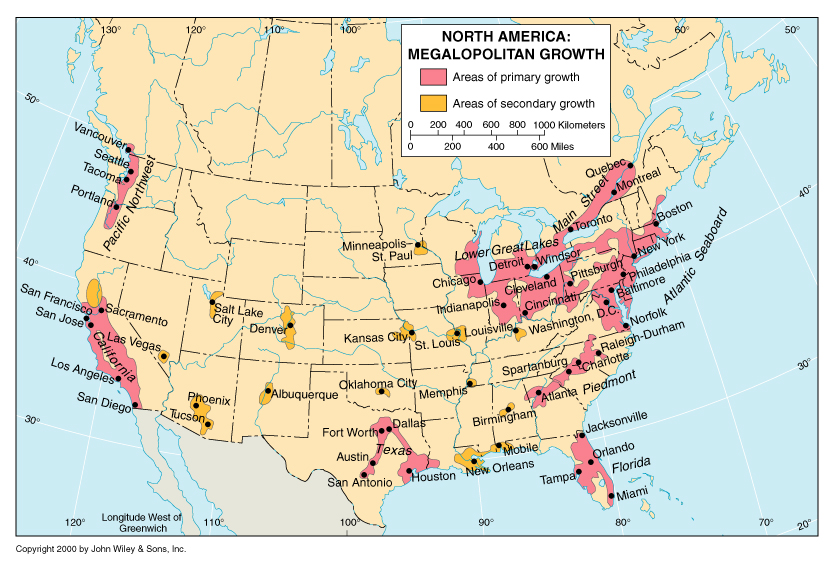 130°
120°
110°
100°
60°
50°
NORTH AMERICA:
MEGALOPOLITAN GROWTH
Areas of primary growth
Areas of secondary growth
0 200 400 600 800 1000 Kilometers
0 200 400 600 Miles
50°
40°
30°
40°
30°
20°
Vancouver
Seattle
Tacoma
Portland
Pacific Northwest
Quebec
Montreal
Main Street
Toronto
Boston
Minneapolis-
St. Paul
Lower Great Lakes
Detroit
Windsor
New York
Chicago
Cleveland
Pittsburgh
Philadelphia
Baltimore
Atlantic Seaboard
Indianapolis
Cincinnati
Washington, D.C.
Norfolk
San Francisco
Sacramento
San Jose
California
Salt Lake
City
Denver
Kansas City
St. Louis
Louisville
Raleigh-Durham
Las Vegas
Los Angeles
San Diego
Spartanburg
Charlotte
Phoenix
Tucson
Albuquerque
Oklahoma City
Memphis
Atlanta
Piedmont
Birmingham
Fort Worth
Dallas
Texas
Austin
San Antonio
Houston
New Orleans
Mobile
Jacksonville
Orlando
Florida
Tampa
Miami
Longitude West of
Greenwich
120°
110°
100°
90°
80°
70°
Copyright 2000 by John Wiley & Sons, Inc.